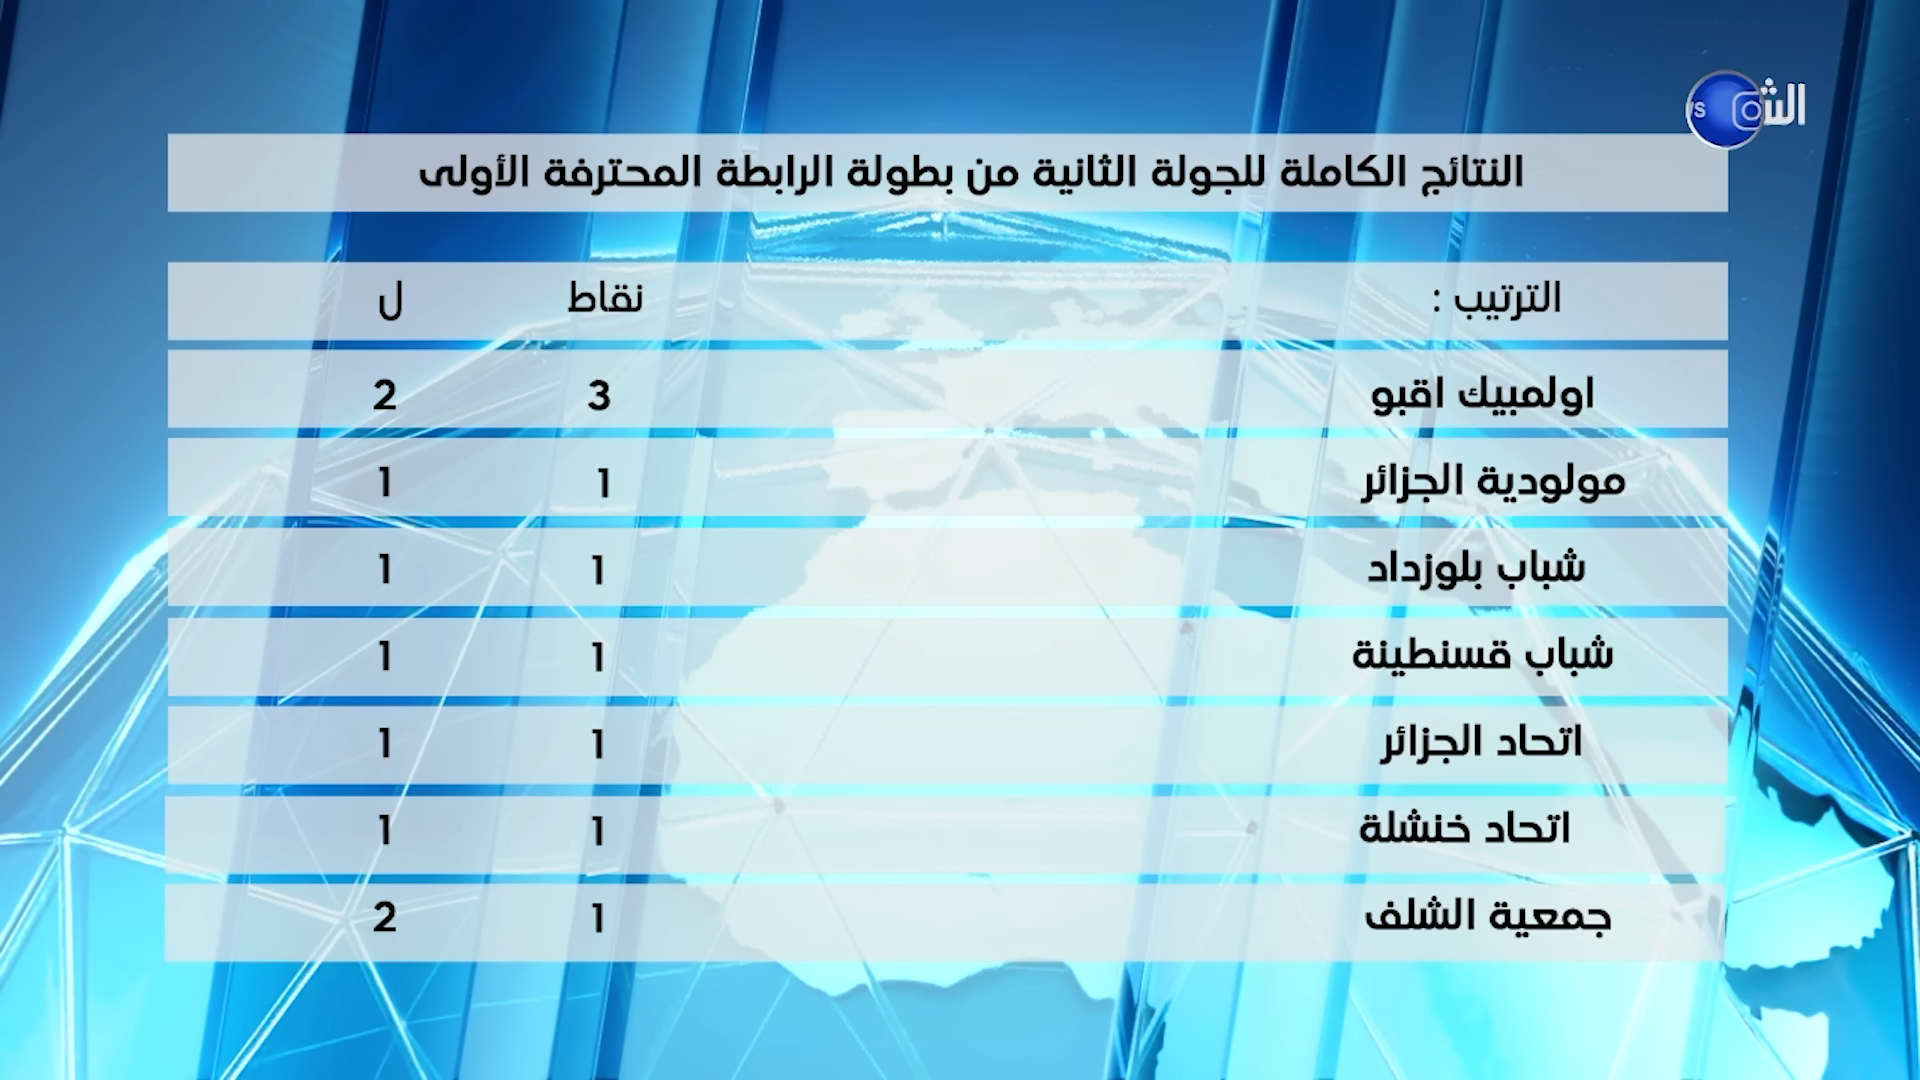 النتائج الكاملة للجولة الثانية من بطولة الرابطة المحترفة الأولى
الترتيب : نقاط ل
اولمبيك اقبو 3 2
مولودية الجزائر 1 1
شباب بلوزداد 1 1
شباب قسنطينة 1 1
اتحاد الجزائر 1 1
اتحاد خنشلة 1 1
جمعية الشلف 1 2